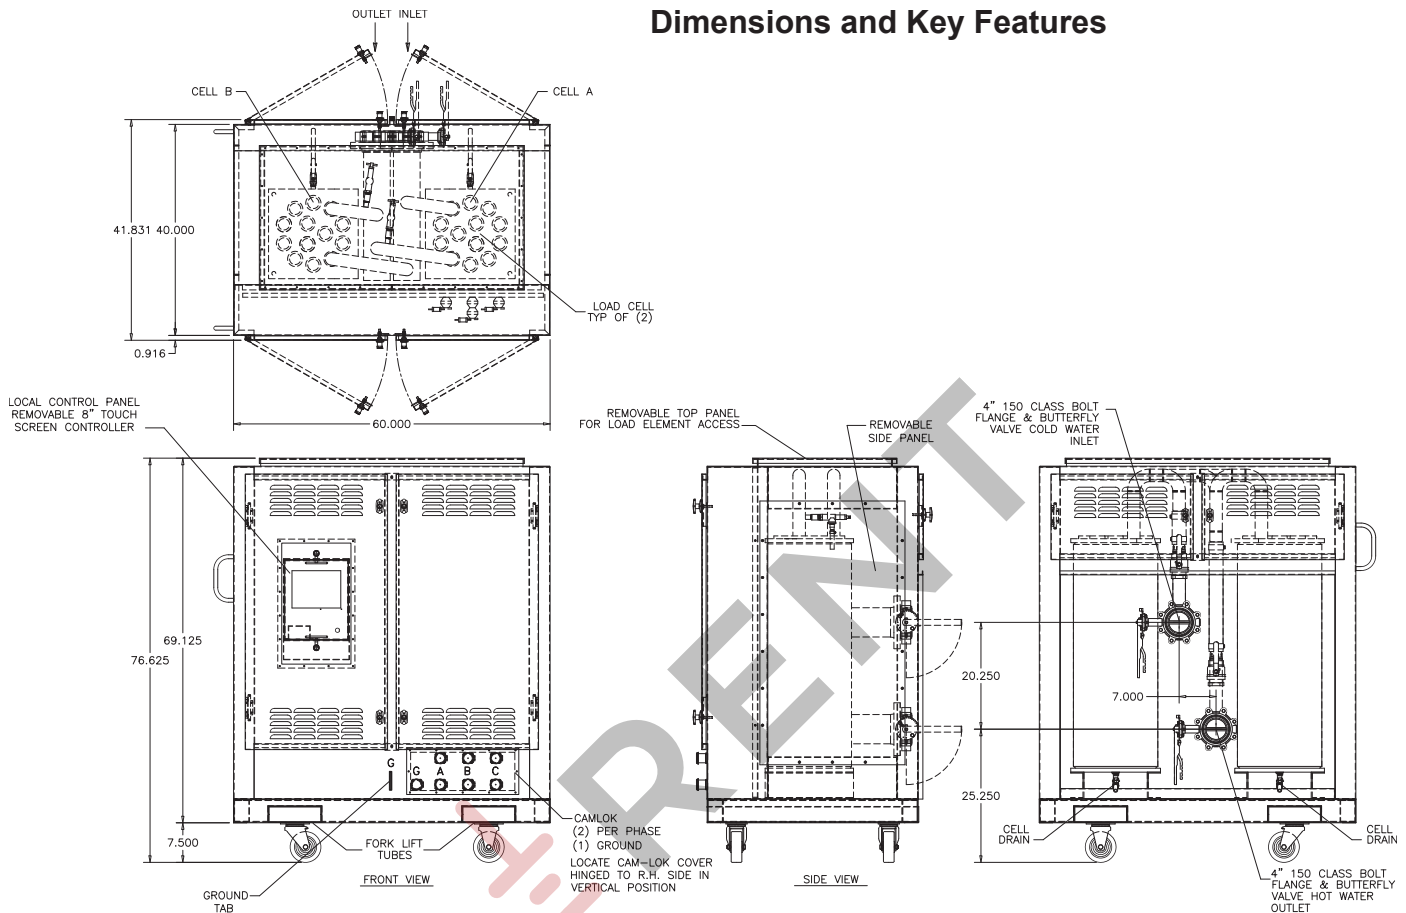 Dimensions and Key Features
OUTLET INLET
CELL B
CELL A
41.831 40.000
0.916
LOAD CELL
TYP OF (2)
60.000
LOCAL CONTROL PANEL
REMOVABLE 8" TOUCH
SCREEN CONTROLLER
69.125
76.625
7.500
G
G A B C
FORK LIFT
TUBES
GROUND
TAB
FRONT VIEW
CAMLOK
(2) PER PHASE
(1) GROUND
LOCATE CAM-LOK COVER
HINGED TO R.H. SIDE IN
VERTICAL POSITION
REMOVABLE TOP PANEL
FOR LOAD ELEMENT ACCESS
REMOVABLE
SIDE PANEL
SIDE VIEW
4" 150 CLASS BOLT
FLANGE & BUTTERFLY
VALVE COLD WATER
INLET
20.250
7.000
25.250
CELL
DRAIN
CELL
DRAIN
4" 150 CLASS BOLT
FLANGE & BUTTERFLY
VALVE HOT WATER
OUTLET
RENT